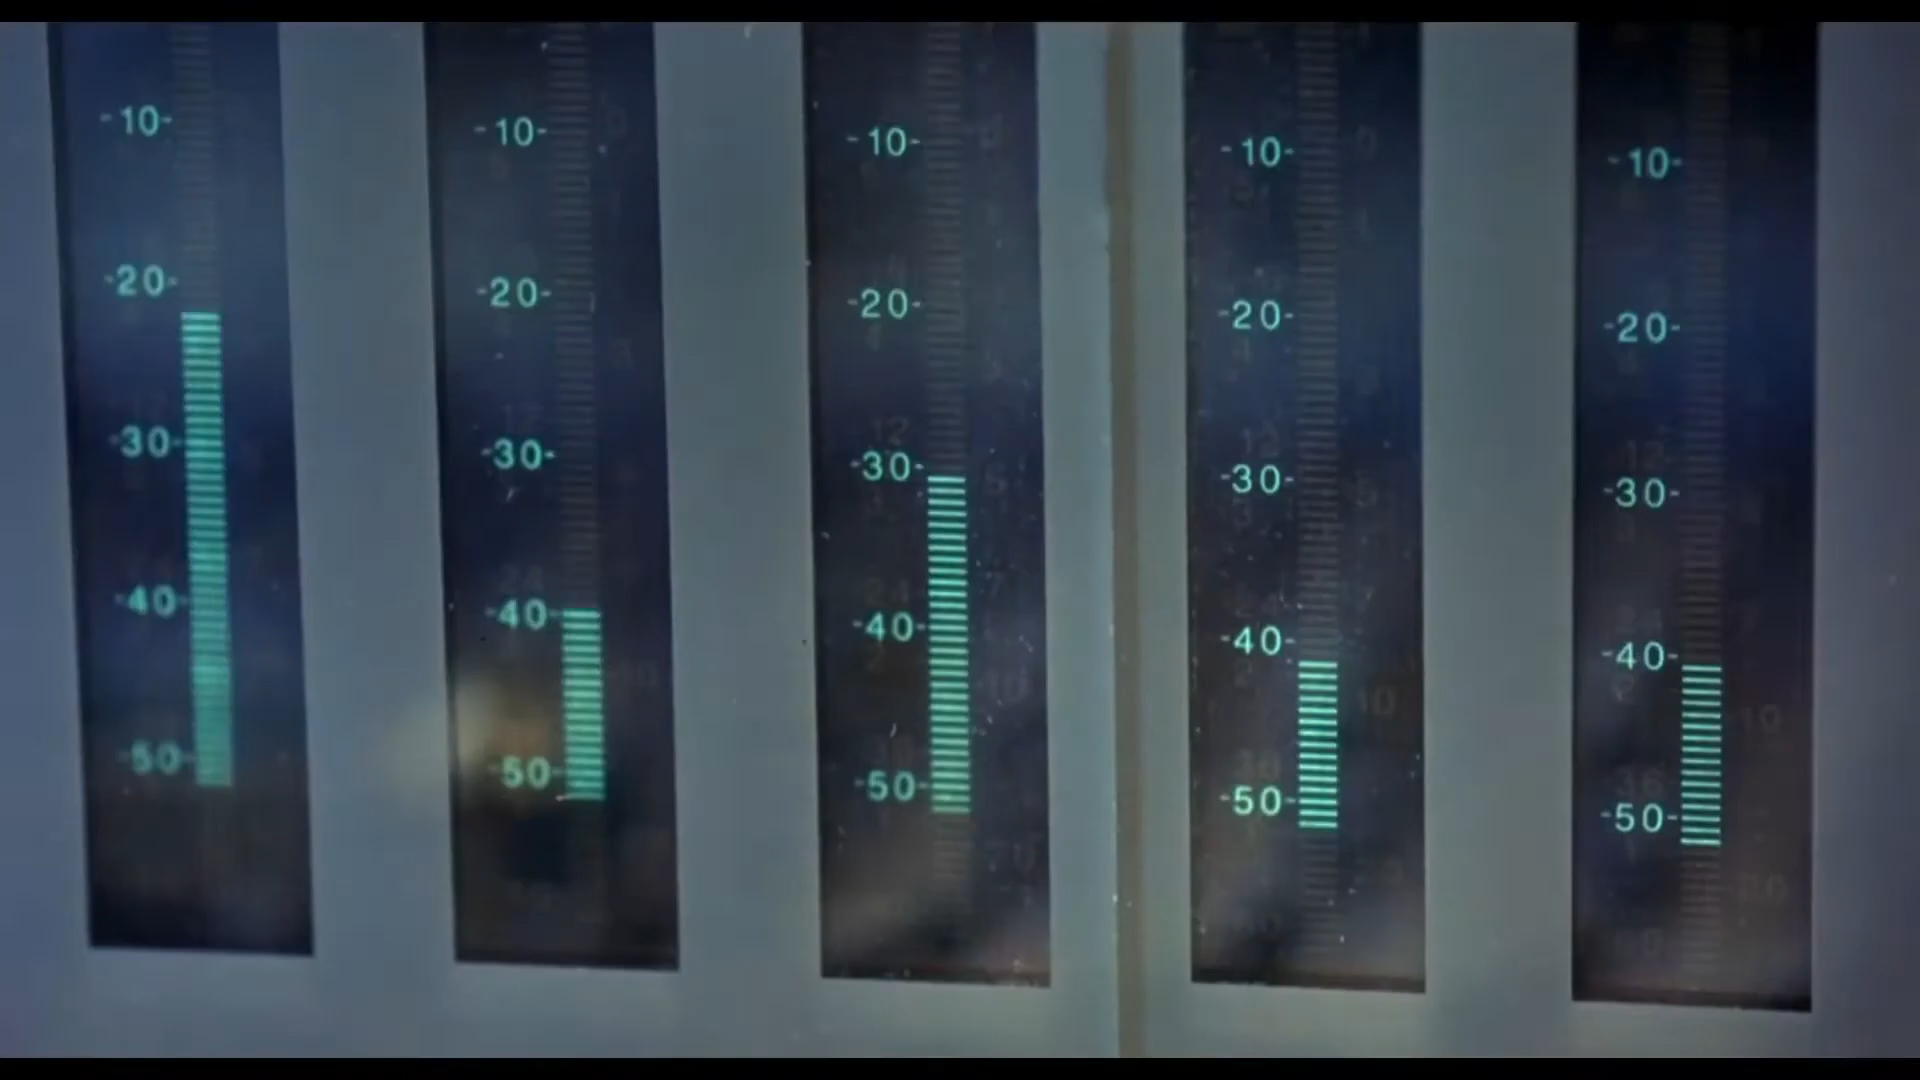 -10- -10- -10- -10- -10-
-20- -20- -20- -20- -20-
-30- -30- -30- -30- -30-
-40- -40- -40- -40- -40-
-50- -50- -50- -50- -50-